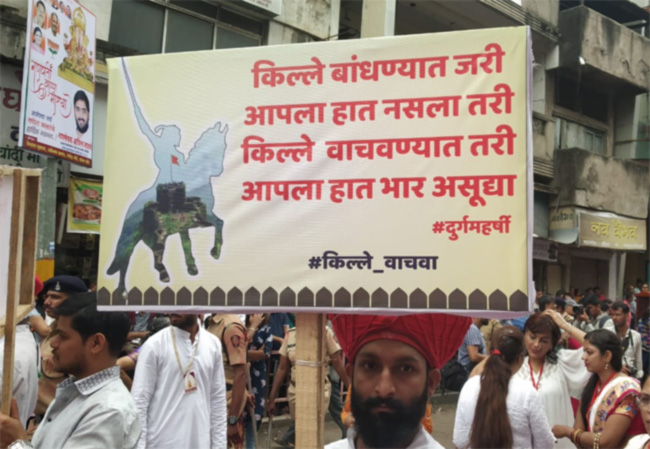 किल्ले बांधण्यात जरी
आपला हात नसला तरी
किल्ले वाचवण्यात तरी
आपला हात भार असूद्या
#दुर्गमहर्षी
#किल्ले_वाचवा